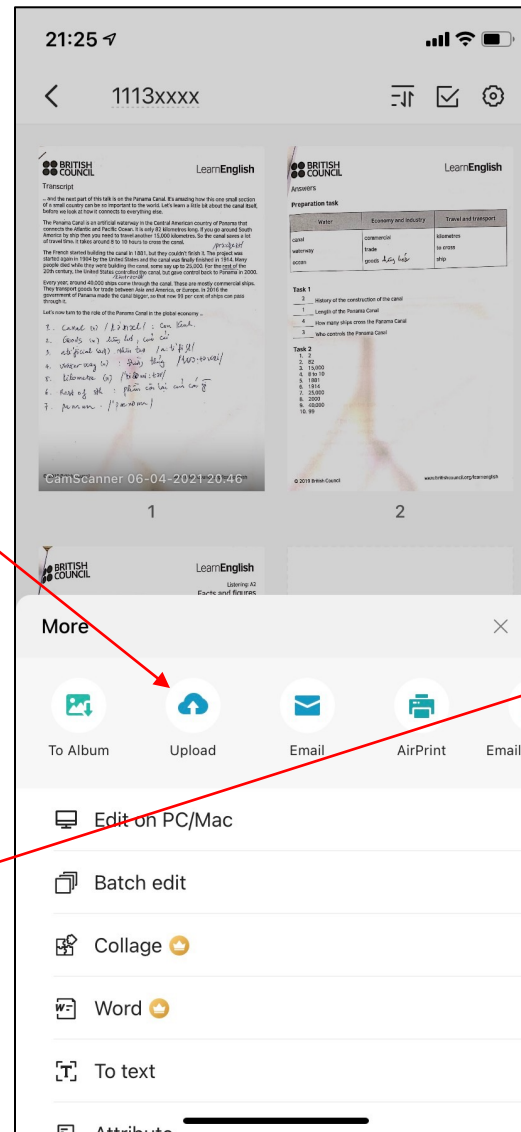 21:25
1113xxxx
BRITISH
COUNCIL
LearnEnglish
Transcript
... and the next part of this talk is on the Panama Canal. It's amazing how this one small section
of a small country can be so important to the world. Let's learn a little bit about the canal itself,
before we look at how it connects to everything else.
The Panama Canal is an artificial waterway in the Central American country of Panama that
connects the Atlantic and Pacific Ocean. It is only 82 kilometres long. If you go around South
America by ship then you need to travel another 15,000 kilometres. So the canal saves a lot
of travel time. It takes around 8 to 10 hours to cross the canal.
The French started building the canal in 1881, but they couldn't finish it. The project was
started again in 1904 by the United States and the canal was finally finished in 1914. Many
people died while they were building the canal, some say up to 25,000. For the rest of the
20th century, the United States controlled the canal, but gave control back to Panama in 2000.
Every year, around 40,000 ships come through the canal. These are mostly commercial ships.
They transport goods for trade between Asia and America, or Europe. In 2016 the
government of Panama made the canal bigger, so that now 99 per cent of ships can pass
through it.
Let's now turn to the role of the Panama Canal in the global economy ...
1. Canal (n)
2. Goods (n)
3.
4. water way (n)
5. kilometre (n)
6. Rest of sth :
7.
CamScanner 06-04-2021 20.46
1
BRITISH
COUNCIL
LearnEnglish
Answers
Preparation task
Water Economy and industry Travel and transport
canal commercial kilometres
waterway trade to cross
ocean goods ship
Task 1
2 History of the construction of the canal
1 Length of the Panama Canal
4 How many ships cross the Panama Canal
3 Who controls the Panama Canal
Task 2
1. 2
2. 82
3. 15,000
4. 8 to 10
5. 1881
6. 1914
7. 25,000
8. 2000
9. 40,000
10. 99
© 2019 British Council
www.britishcouncil.org/learnenglish
2
BRITISH
COUNCIL
LearnEnglish
Listening: A2
Facts and figures
More
To Album
Upload
Email
AirPrint
Email
Edit on PC/Mac
Batch edit
Collage
Word
To text
Attribute